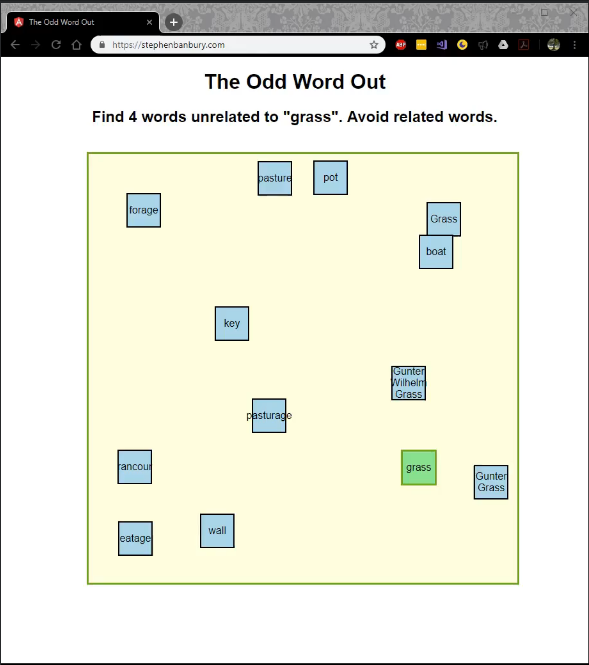 The Odd Word Out
https://stephenbanbury.com
The Odd Word Out
Find 4 words unrelated to "grass". Avoid related words.
pasture
pot
forage
Grass
boat
key
Gunter
Wilhelm
Grass
pasturage
rancour
grass
Gunter
Grass
wall
eatage